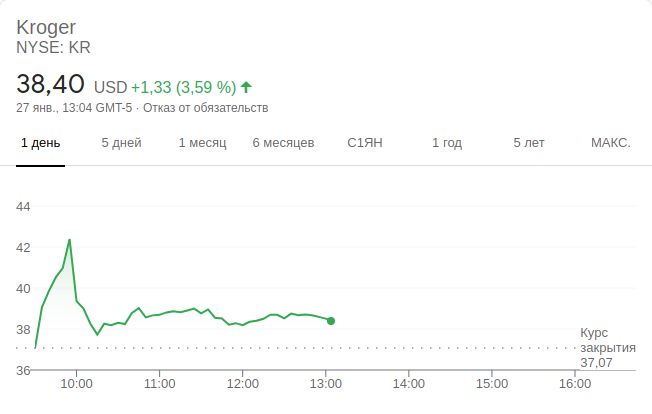 Kroger
NYSE: KR
38,40 USD +1,33 (3,59 %)
27 янв., 13:04 GMT-5 · Отказ от обязательств
1 день 5 дней 1 месяц 6 месяцев С1ЯН 1 год 5 лет МАКС.
44
42
40
38
Курс
закрытия
37,07
36
10:00 11:00 12:00 13:00 14:00 15:00 16:00